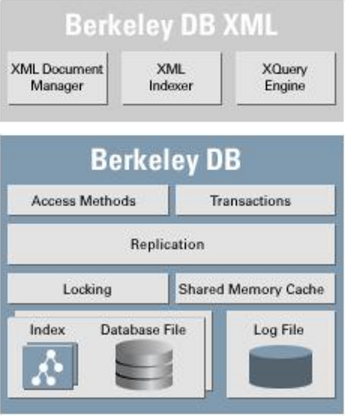 Berkeley DB XML
XML Document
Manager
XML
Indexer
XQuery
Engine
Berkeley DB
Access Methods
Transactions
Replication
Locking
Shared Memory Cache
Index
Database File
Log File